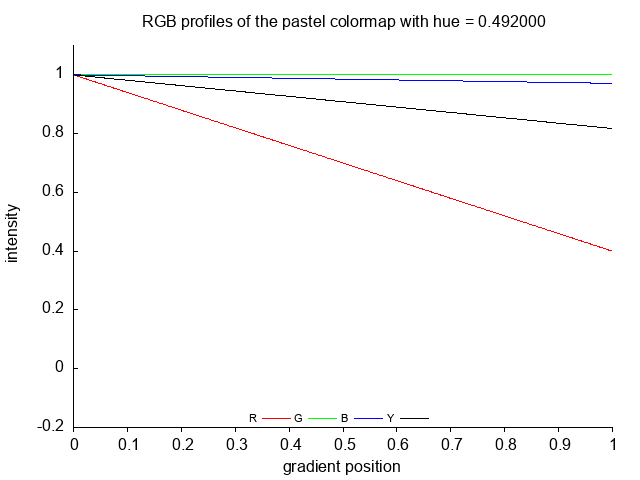 RGB profiles of the pastel colormap with hue = 0.492000
1
0.8
0.6
0.4
0.2
0
-0.2
intensity
R G B Y
0 0.1 0.2 0.3 0.4 0.5 0.6 0.7 0.8 0.9 1
gradient position